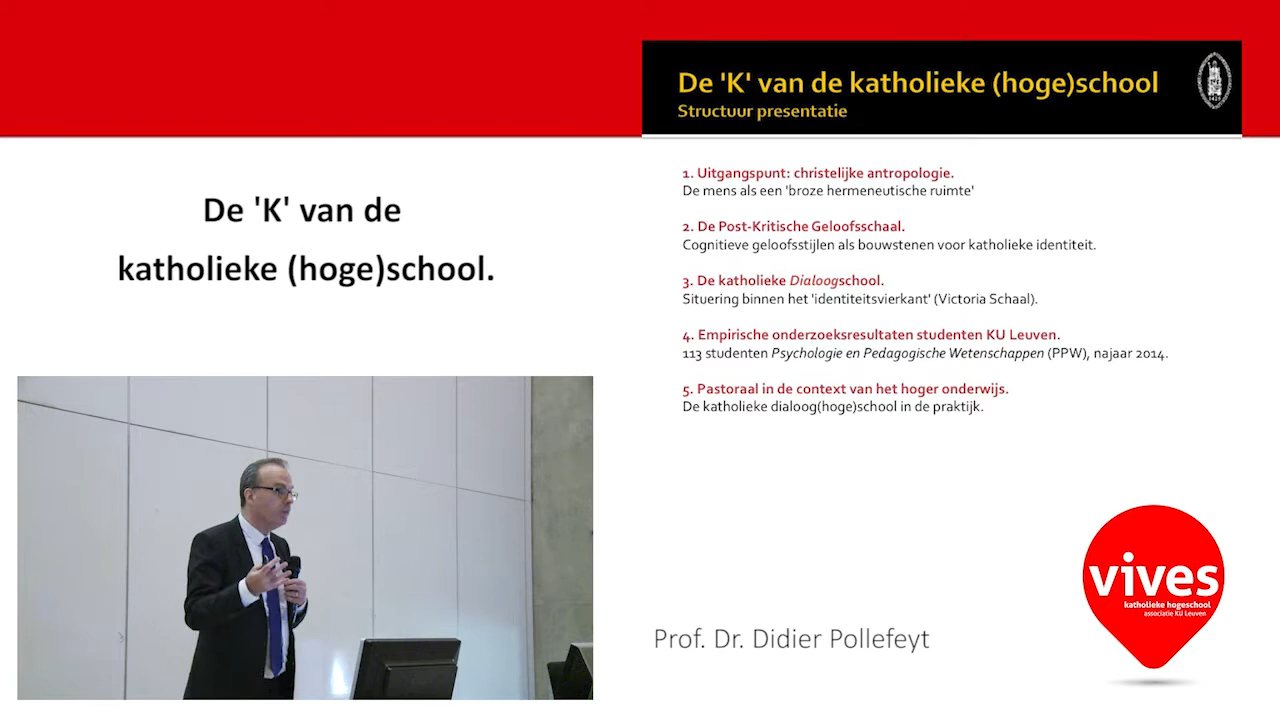 De 'K' van de
katholieke (hoge)school.
De 'K' van de katholieke (hoge)school
Structuur presentatie
1425
1. Uitgangspunt: christelijke antropologie.
De mens als een 'broze hermeneutische ruimte'
2. De Post-Kritische Geloofsschaal.
Cognitieve geloofsstijlen als bouwstenen voor katholieke identiteit.
3. De katholieke Dialoogschool.
Situering binnen het 'identiteitsvierkant' (Victoria Schaal).
4. Empirische onderzoeksresultaten studenten KU Leuven.
113 studenten Psychologie en Pedagogische Wetenschappen (PPW), najaar 2014.
5. Pastoraal in de context van het hoger onderwijs.
De katholieke dialoog(hoge)school in de praktijk.
vives
katholieke hogeschool
associatie KU Leuven
Prof. Dr. Didier Pollefeyt